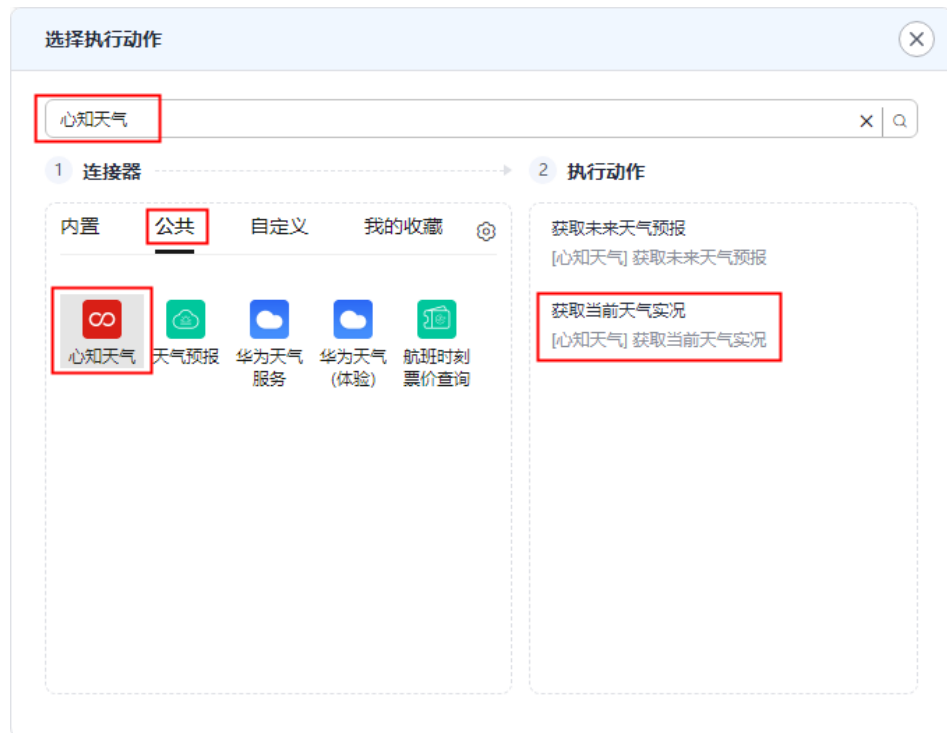 选择执行动作
心知天气
1 连接器
2 执行动作
内置 公共 自定义 我的收藏
心知天气
天气预报
华为天气
服务
华为天气
(体验)
航班时刻
票价查询
获取未来天气预报
[心知天气] 获取未来天气预报
获取当前天气实况
[心知天气] 获取当前天气实况